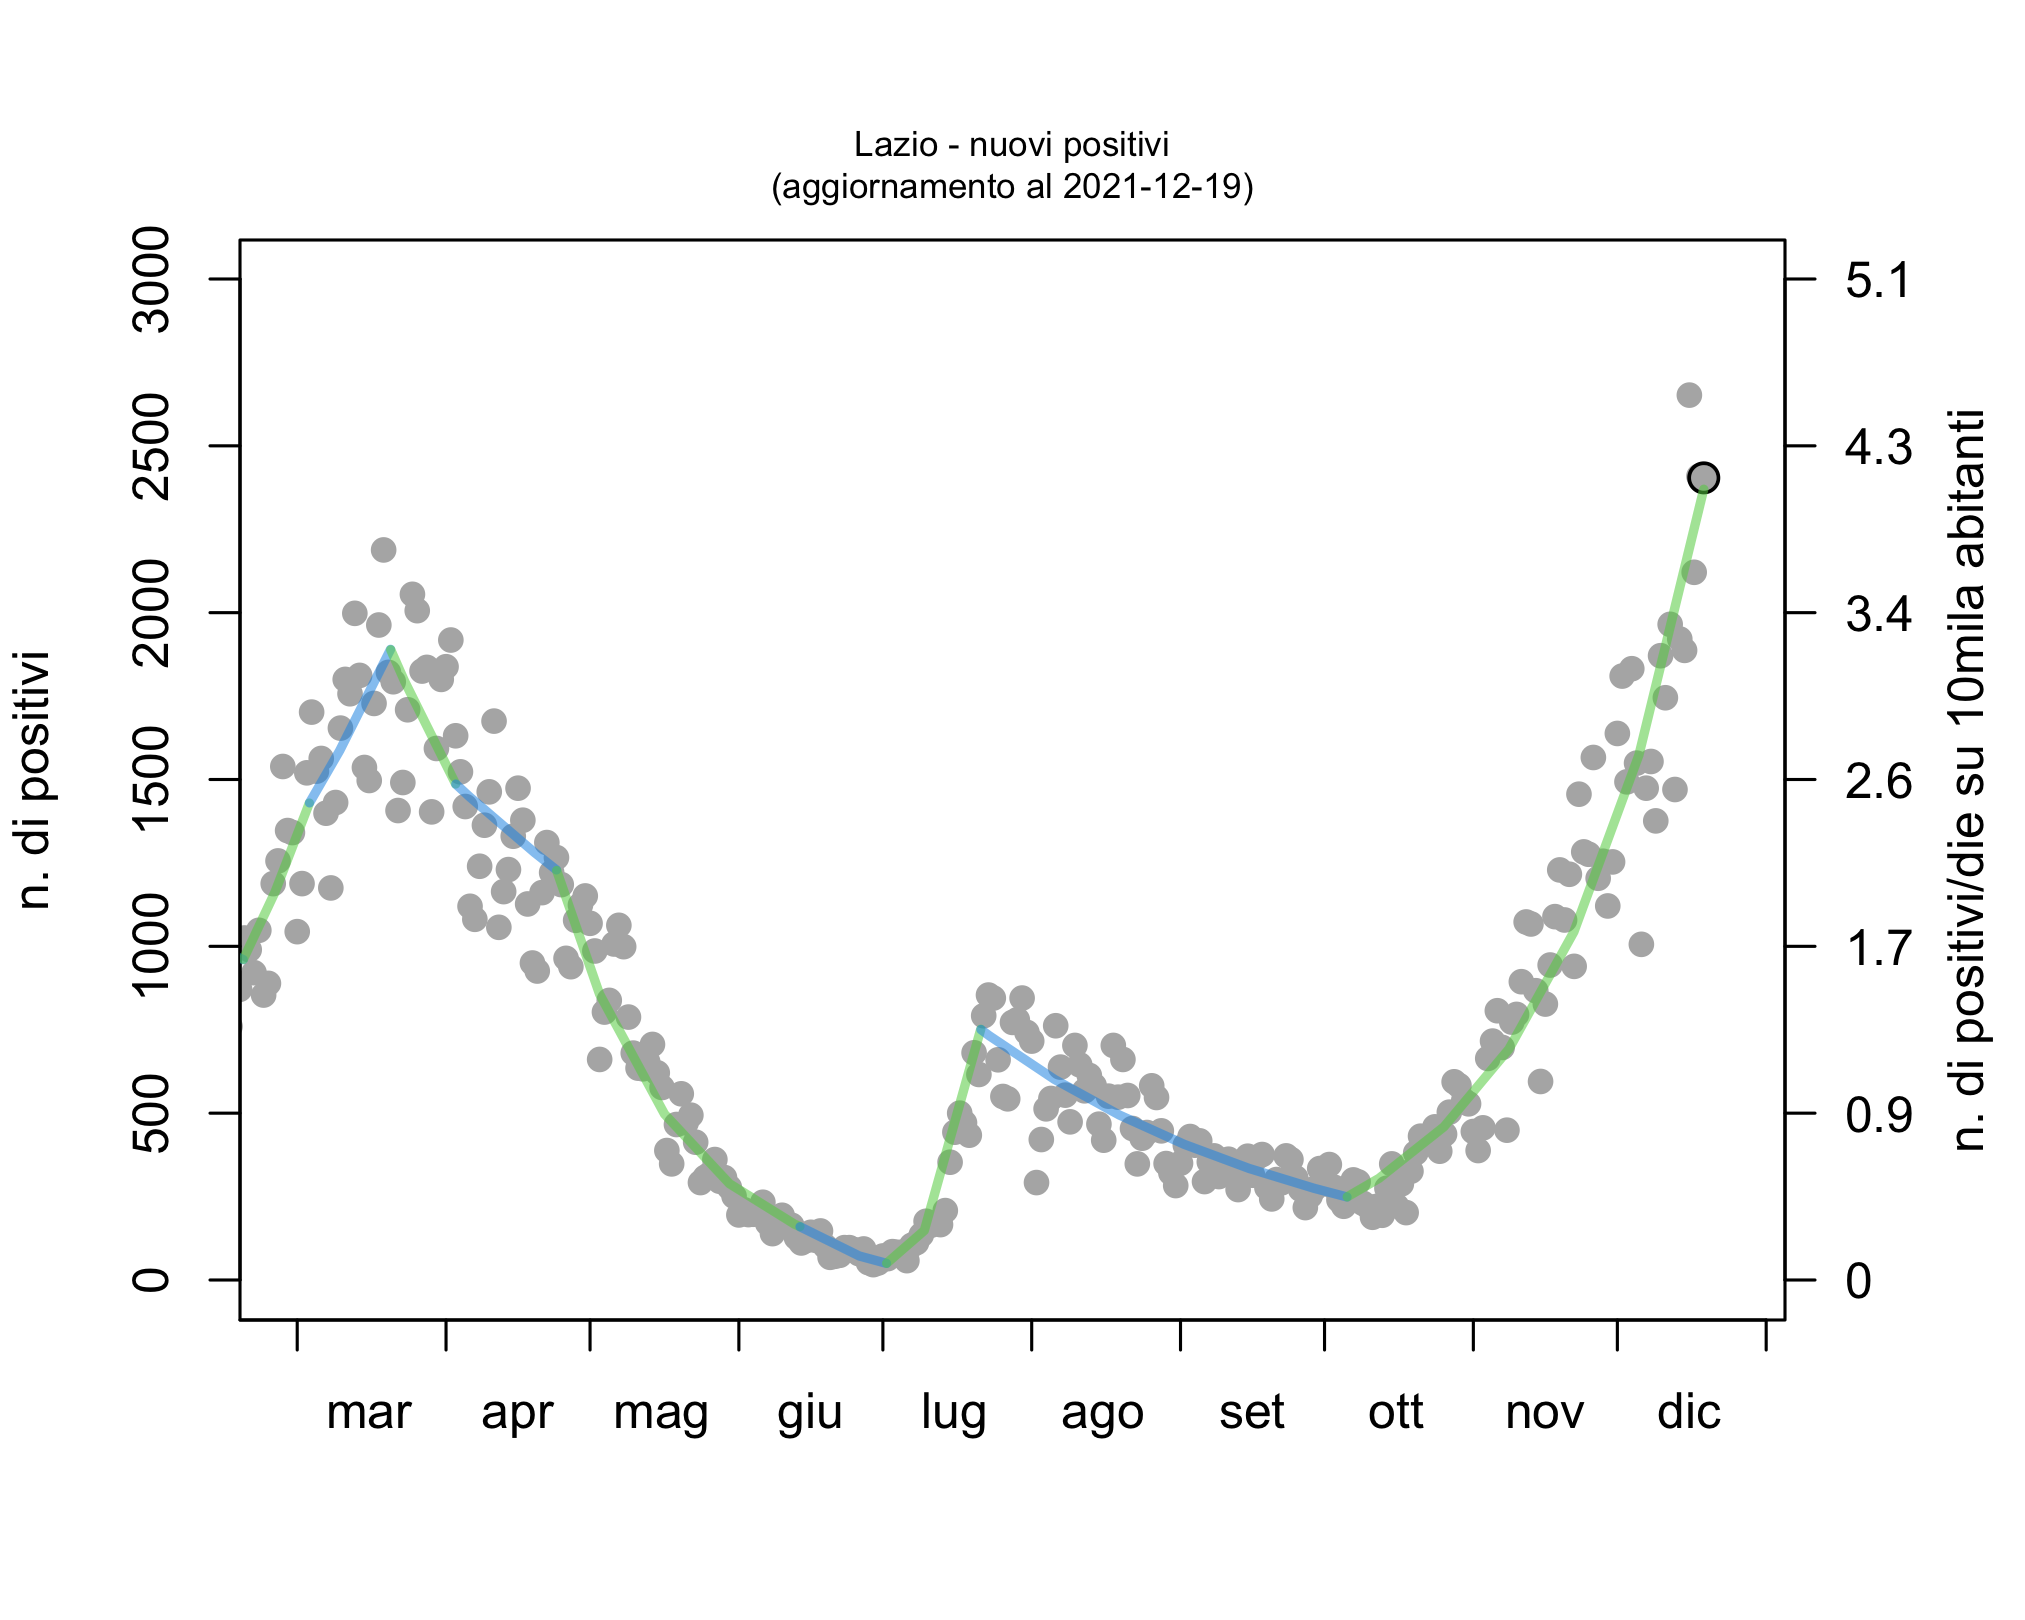 Lazio - nuovi positivi
(aggiornamento al 2021-12-19)
n. di positivi
3000
2500
2000
1500
1000
500
0
5.1
4.3
3.4
2.6
1.7
0.9
0
n. di positivi/die su 10mila abitanti
mar apr mag giu lug ago set ott nov dic